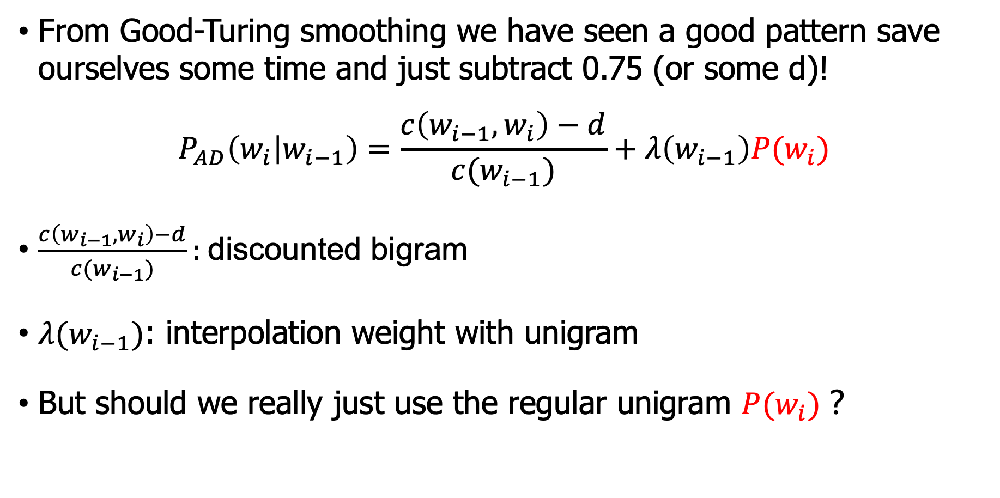 • From Good-Turing smoothing we have seen a good pattern save
ourselves some time and just subtract 0.75 (or some d)!
$P_{AD}(w_i|w_{i-1}) = \frac{c(w_{i-1}, w_i) - d}{c(w_{i-1})} + \lambda(w_{i-1})P(w_i)$
• $\frac{c(w_{i-1},w_i)-d}{c(w_{i-1})}$: discounted bigram
• $\lambda(w_{i-1})$: interpolation weight with unigram
• But should we really just use the regular unigram $P(w_i)$ ?